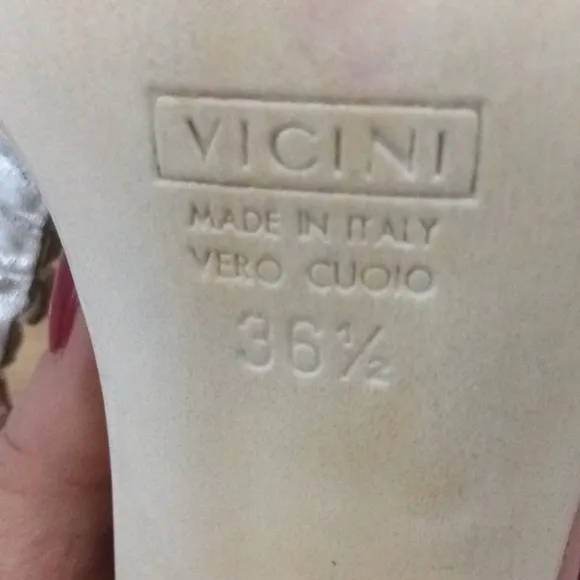 VICINI
MADE IN ITALY
VERO CUOIO
36½